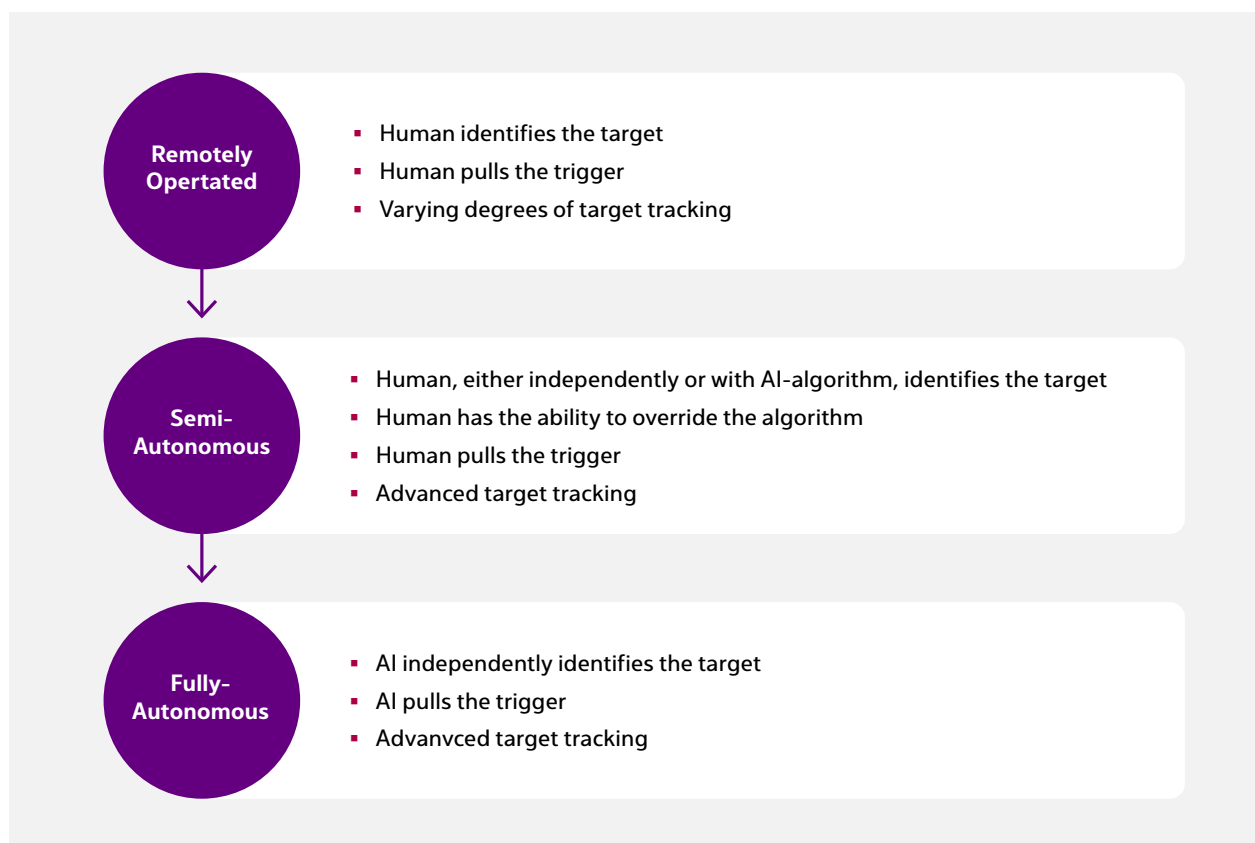 Remotely
Opertated
▪ Human identifies the target
▪ Human pulls the trigger
▪ Varying degrees of target tracking
Semi-
Autonomous
▪ Human, either independently or with AI-algorithm, identifies the target
▪ Human has the ability to override the algorithm
▪ Human pulls the trigger
▪ Advanced target tracking
Fully-
Autonomous
▪ AI independently identifies the target
▪ AI pulls the trigger
▪ Advanvced target tracking